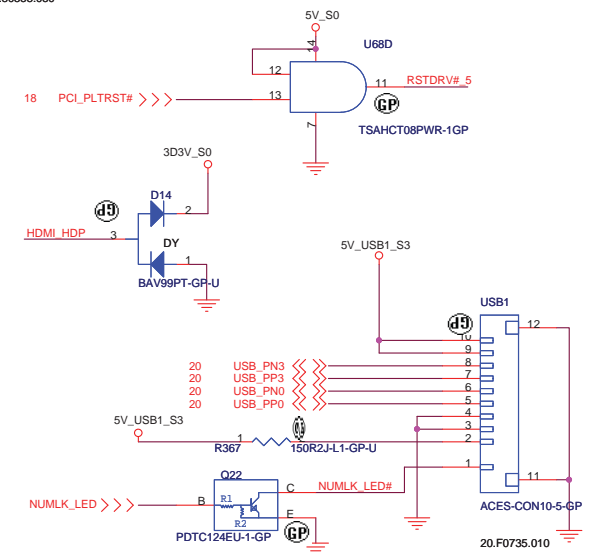 5V_S0
U68D
14
12
11
RSTDRV#_5
18 PCI_PLTRST#
13
GP
7
TSAHCT08PWR-1GP
3D3V_S0
D14
GP
2
HDMI_HDP
3
DY
1
BAV99PT-GP-U
5V_USB1_S3
USB1
GP
10
12
9
20 USB_PN3
8
20 USB_PP3
7
20 USB_PN0
6
20 USB_PP0
5
4
5V_USB1_S3
3
R367
1
150R2J-L1-GP-U
2
Q22
1
C
NUMLK_LED#
11
NUMLK_LED
B
R1
R2
E
GP
ACES-CON10-5-GP
PDTC124EU-1-GP
20.F0735.010